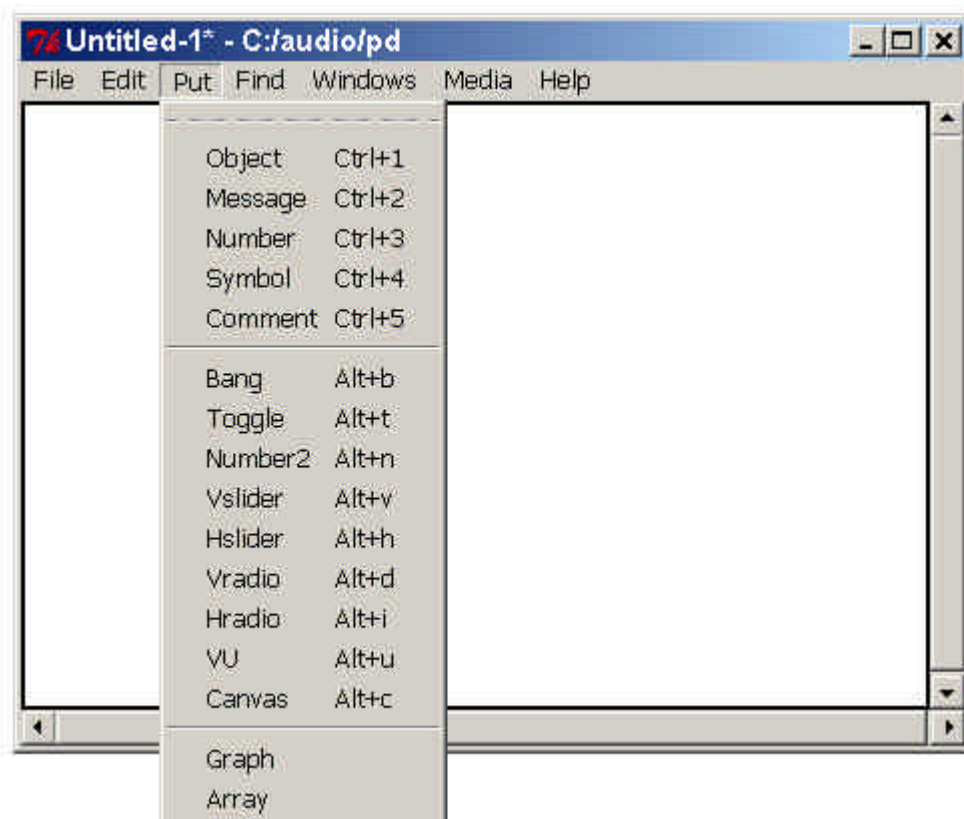 Untitled-1* - C:/audio/pd
File Edit Put Find Windows Media Help
Object Ctrl+1
Message Ctrl+2
Number Ctrl+3
Symbol Ctrl+4
Comment Ctrl+5
Bang Alt+b
Toggle Alt+t
Number2 Alt+n
Vslider Alt+v
Hslider Alt+h
Vradio Alt+d
Hradio Alt+i
VU Alt+u
Canvas Alt+c
Graph
Array